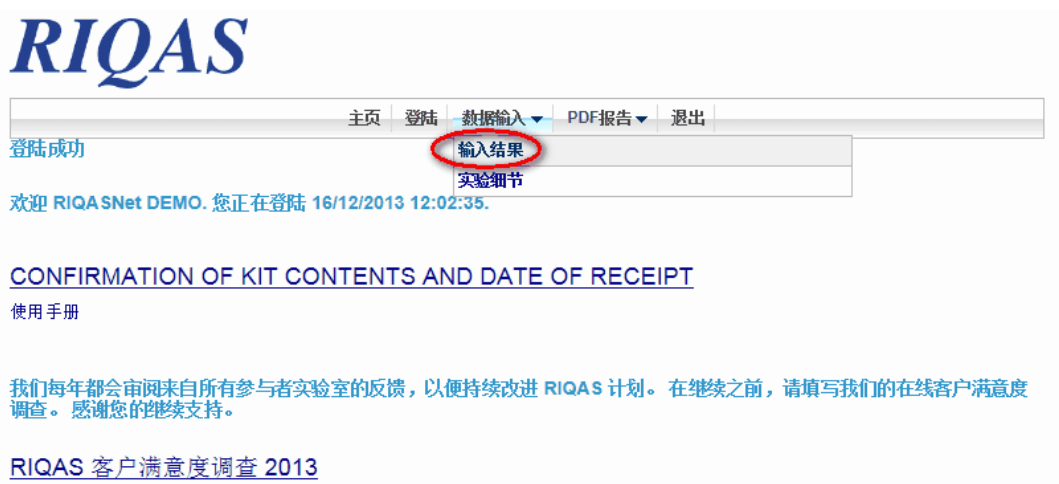 RIQAS
主页 登陆 数据输入 PDF报告 退出
登陆成功
输入结果
实验细节
欢迎 RIQASNet DEMO. 您正在登陆 16/12/2013 12:02:35.
CONFIRMATION OF KIT CONTENTS AND DATE OF RECEIPT
使用手册
我们每年都会审阅来自所有参与者实验室的反馈，以便持续改进 RIQAS 计划。 在继续之前，请填写我们的在线客户满意度
调查。 感谢您的继续支持。
RIQAS 客户满意度调查 2013